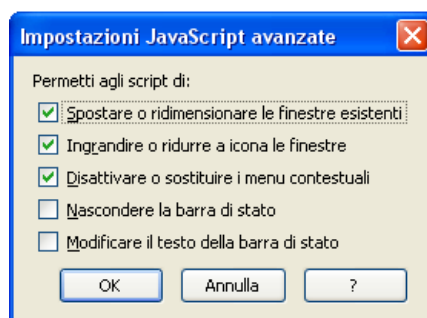 Impostazioni JavaScript avanzate
Permetti agli script di:
Spostare o ridimensionare le finestre esistenti
Ingrandire o ridurre a icona le finestre
Disattivare o sostituire i menu contestuali
Nascondere la barra di stato
Modificare il testo della barra di stato
OK Annulla ?